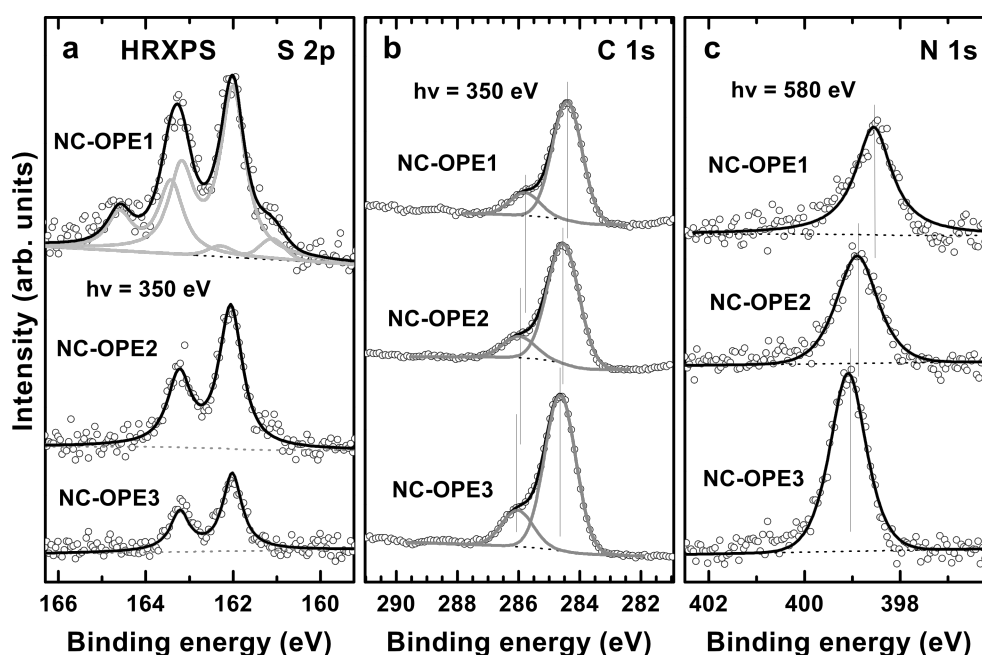 Intensity (arb. units)
a HRXPS S 2p
NC-OPE1
hν = 350 eV
NC-OPE2
NC-OPE3
166 164 162 160
Binding energy (eV)
b C 1s
hν = 350 eV
NC-OPE1
NC-OPE2
NC-OPE3
290 288 286 284 282
Binding energy (eV)
c N 1s
hν = 580 eV
NC-OPE1
NC-OPE2
NC-OPE3
402 400 398
Binding energy (eV)